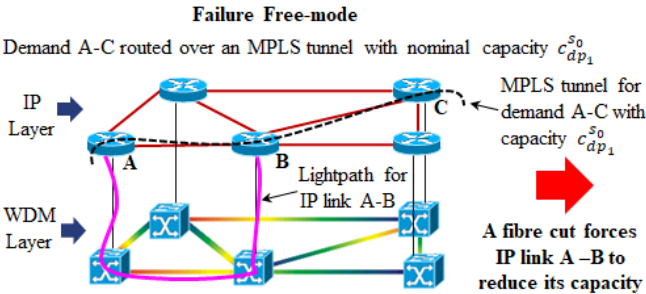 Failure Free-mode
Demand A-C routed over an MPLS tunnel with nominal capacity $c_{dp_1}^{s_0}$
IP
Layer
A
B
C
MPLS tunnel for
demand A-C with
capacity $c_{dp_1}^{s_0}$
Lightpath for
IP link A-B
WDM
Layer
A fibre cut forces
IP link A –B to
reduce its capacity